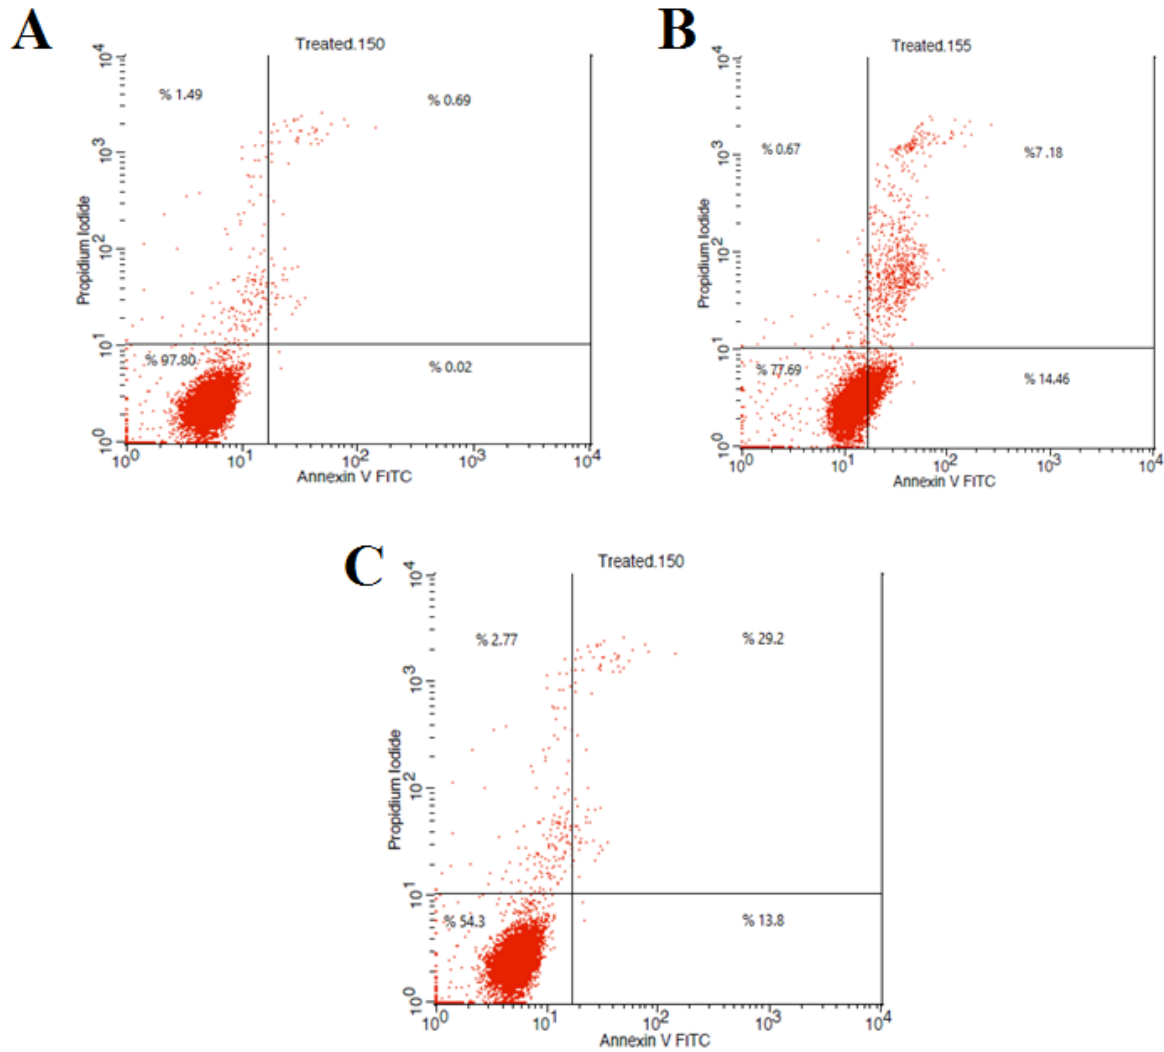 A
Treated.150
% 1.49
% 0.69
% 97.80
% 0.02
Propidium Iodide
10^4
10^3
10^2
10^1
10^0
10^0 10^1 10^2 10^3 10^4
Annexin V FITC
B
Treated.155
% 0.67
%7 .18
% 77.69
% 14.46
Propidium Iodide
10^4
10^3
10^2
10^1
10^0
10^0 10^1 10^2 10^3 10^4
Annexin V FITC
C
Treated.150
% 2.77
% 29.2
% 54.3
% 13.8
Propidium Iodide
10^4
10^3
10^2
10^1
10^0
10^0 10^1 10^2 10^3 10^4
Annexin V FITC